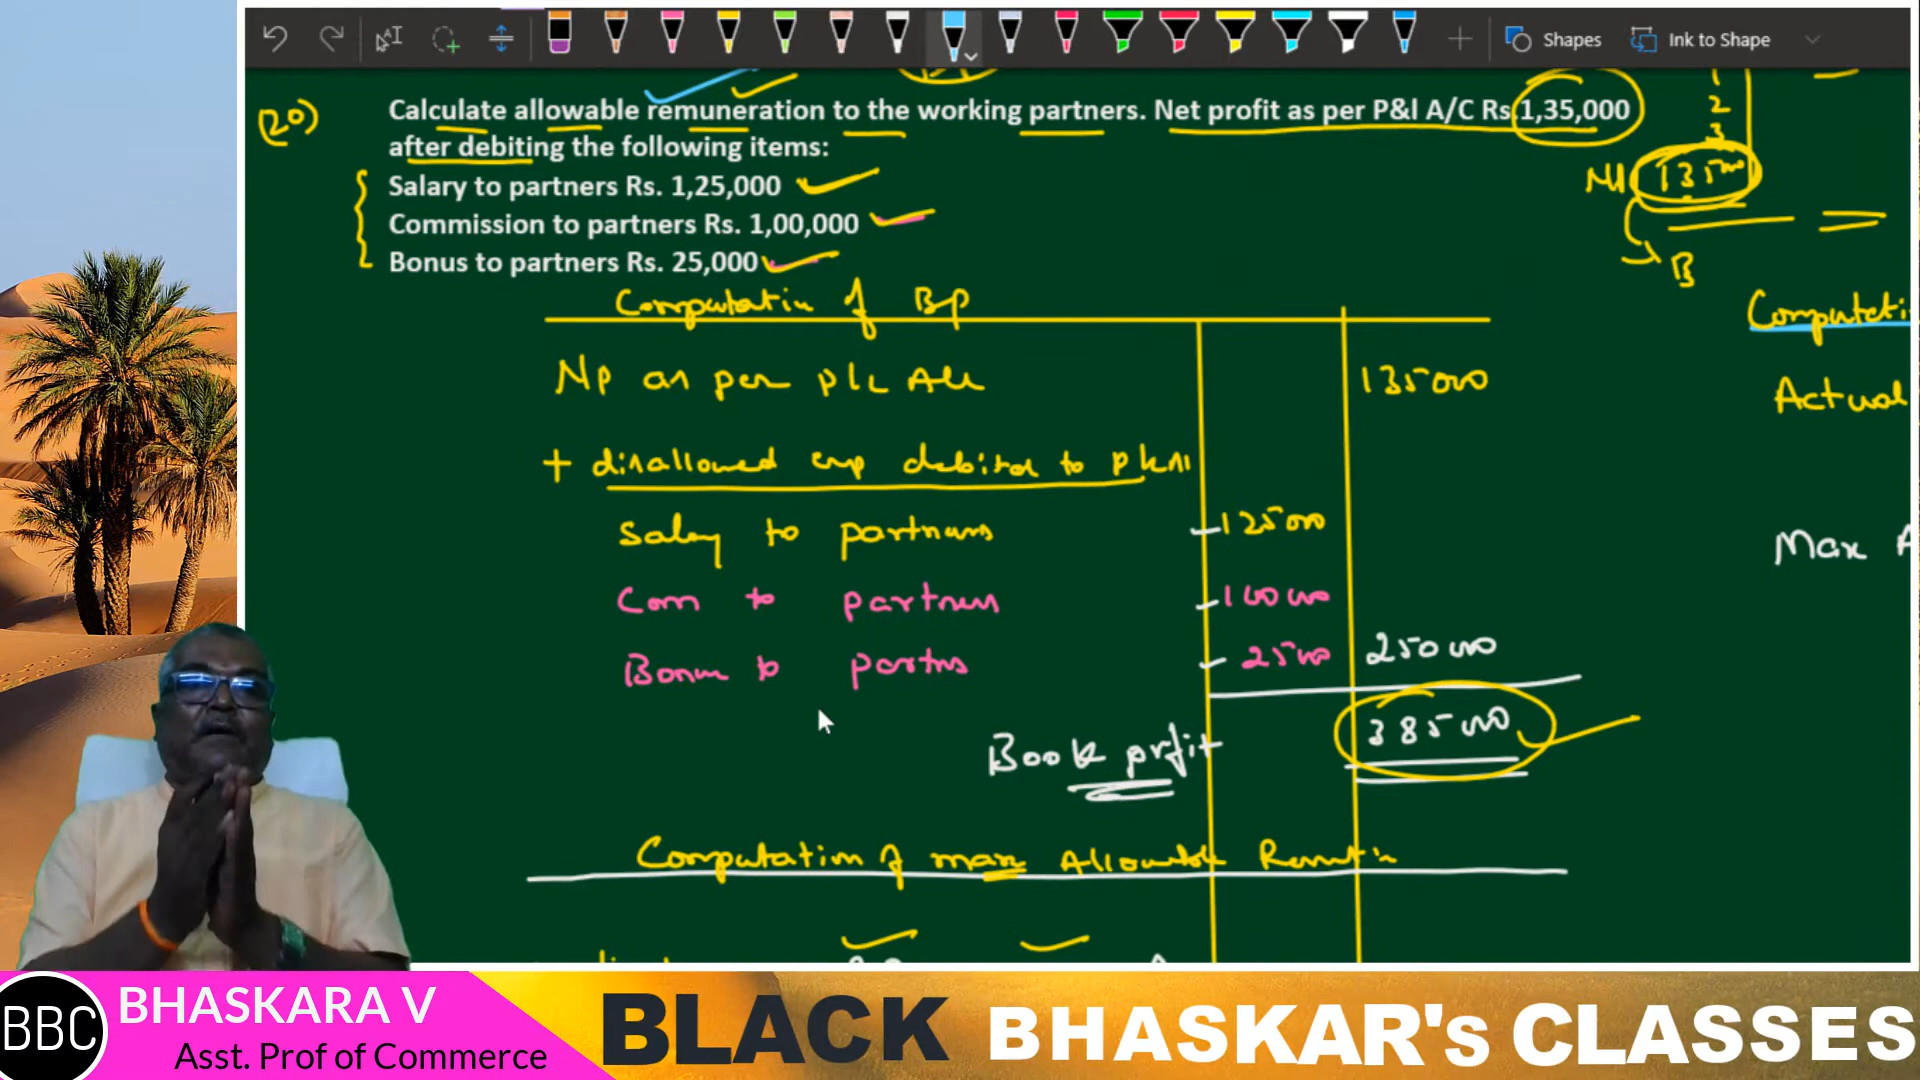 Shapes Ink to Shape
(20) Calculate allowable remuneration to the working partners. Net profit as per P&l A/C Rs 1,35,000
after debiting the following items:
Salary to partners Rs. 1,25,000
Commission to partners Rs. 1,00,000
Bonus to partners Rs. 25,000
1
2
3
135000
B
Computation of BP
NP as per P/L A/c 135000
+ disallowed exp debited to
Salary to partners 125000
Com to partners 100000
Bonus to partners 25000 250000
Book profit 385000
Computation of max Allowable
Computati
Actual
Max A
BBC
BHASKARA V
Asst. Prof of Commerce
BLACK BHASKAR's CLASSES